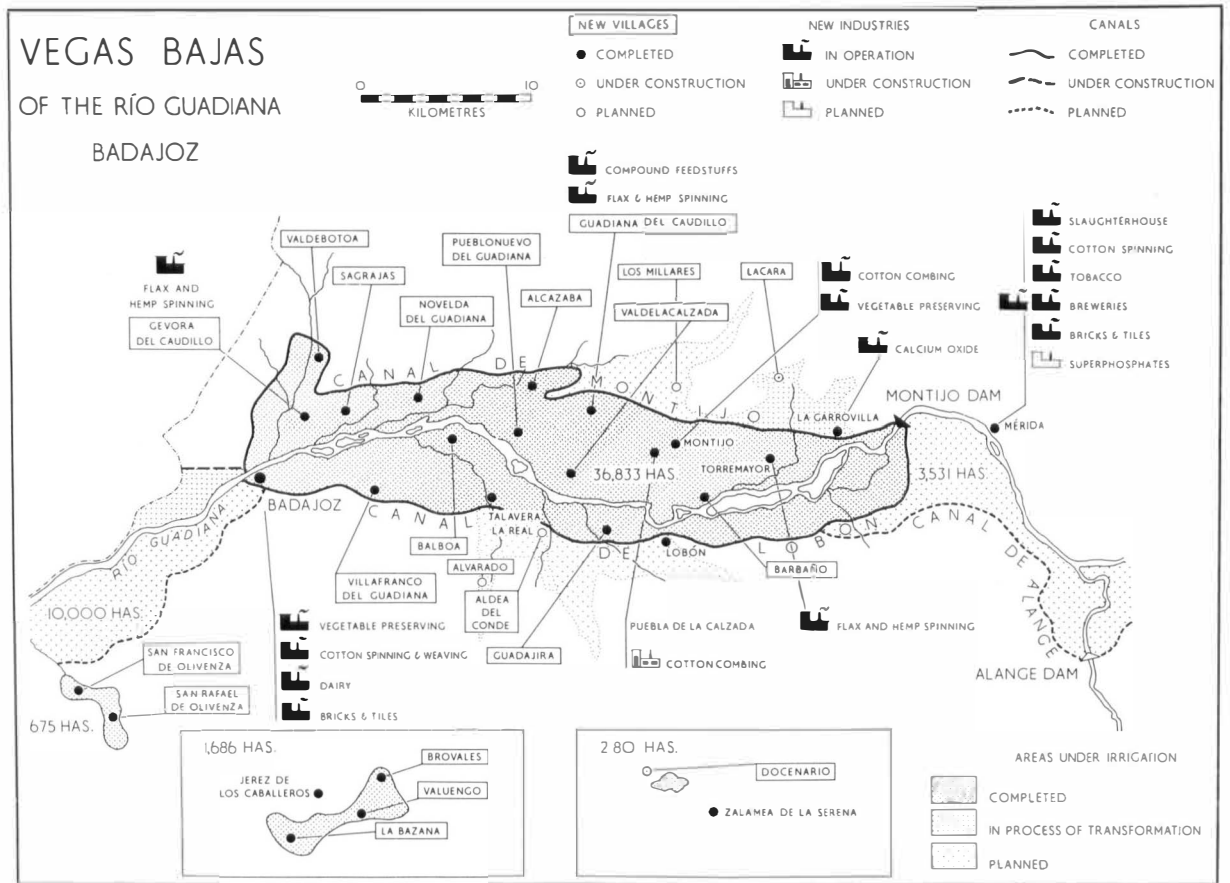 VEGAS BAJAS
OF THE RÍO GUADIANA
BADAJOZ
0 10
KILOMETRES
NEW VILLAGES
COMPLETED
UNDER CONSTRUCTION
PLANNED
NEW INDUSTRIES
IN OPERATION
UNDER CONSTRUCTION
PLANNED
CANALS
COMPLETED
UNDER CONSTRUCTION
PLANNED
COMPOUND FEEDSTUFFS
FLAX & HEMP SPINNING
GUADIANA DEL CAUDILLO
SLAUGHTERHOUSE
COTTON SPINNING
TOBACCO
BREWERIES
BRICKS & TILES
SUPERPHOSPHATES
VALDEBOTOA
SAGRAJAS
PUEBLONUEVO
DEL GUADIANA
LOS MILLARES
LACARA
COTTON COMBING
VEGETABLE PRESERVING
FLAX AND
HEMP SPINNING
NOVELDA
DEL GUADIANA
ALCAZABA
VALDELACALZADA
GEVORA
DEL CAUDILLO
CALCIUM OXIDE
CANAL DE MONTIJO
MONTIJO DAM
LA GARROVILLA
MÉRIDA
MONTIJO
TORREMAYOR
36,833 HAS.
3,531 HAS.
BADAJOZ
RÍO GUADIANA
CANAL DE LOBÓN
TALAVERA
LA REAL
BALBOA
LOBÓN
CANAL DE ALANGE
ALVARADO
BARBAÑO
VILLAFRANCO
DEL GUADIANA
ALDEA
DEL
CONDE
10,000 HAS.
VEGETABLE PRESERVING
COTTON SPINNING & WEAVING
DAIRY
BRICKS & TILES
GUADAJIRA
PUEBLA DE LA CALZADA
COTTON COMBING
FLAX AND HEMP SPINNING
ALANGE DAM
SAN FRANCISCO
DE OLIVENZA
SAN RAFAEL
DE OLIVENZA
675 HAS.
1,686 HAS.
BROVALES
JEREZ DE
LOS CABALLEROS
VALUENGO
LA BAZANA
280 HAS.
DOCENARIO
ZALAMEA DE LA SERENA
AREAS UNDER IRRIGATION
COMPLETED
IN PROCESS OF TRANSFORMATION
PLANNED